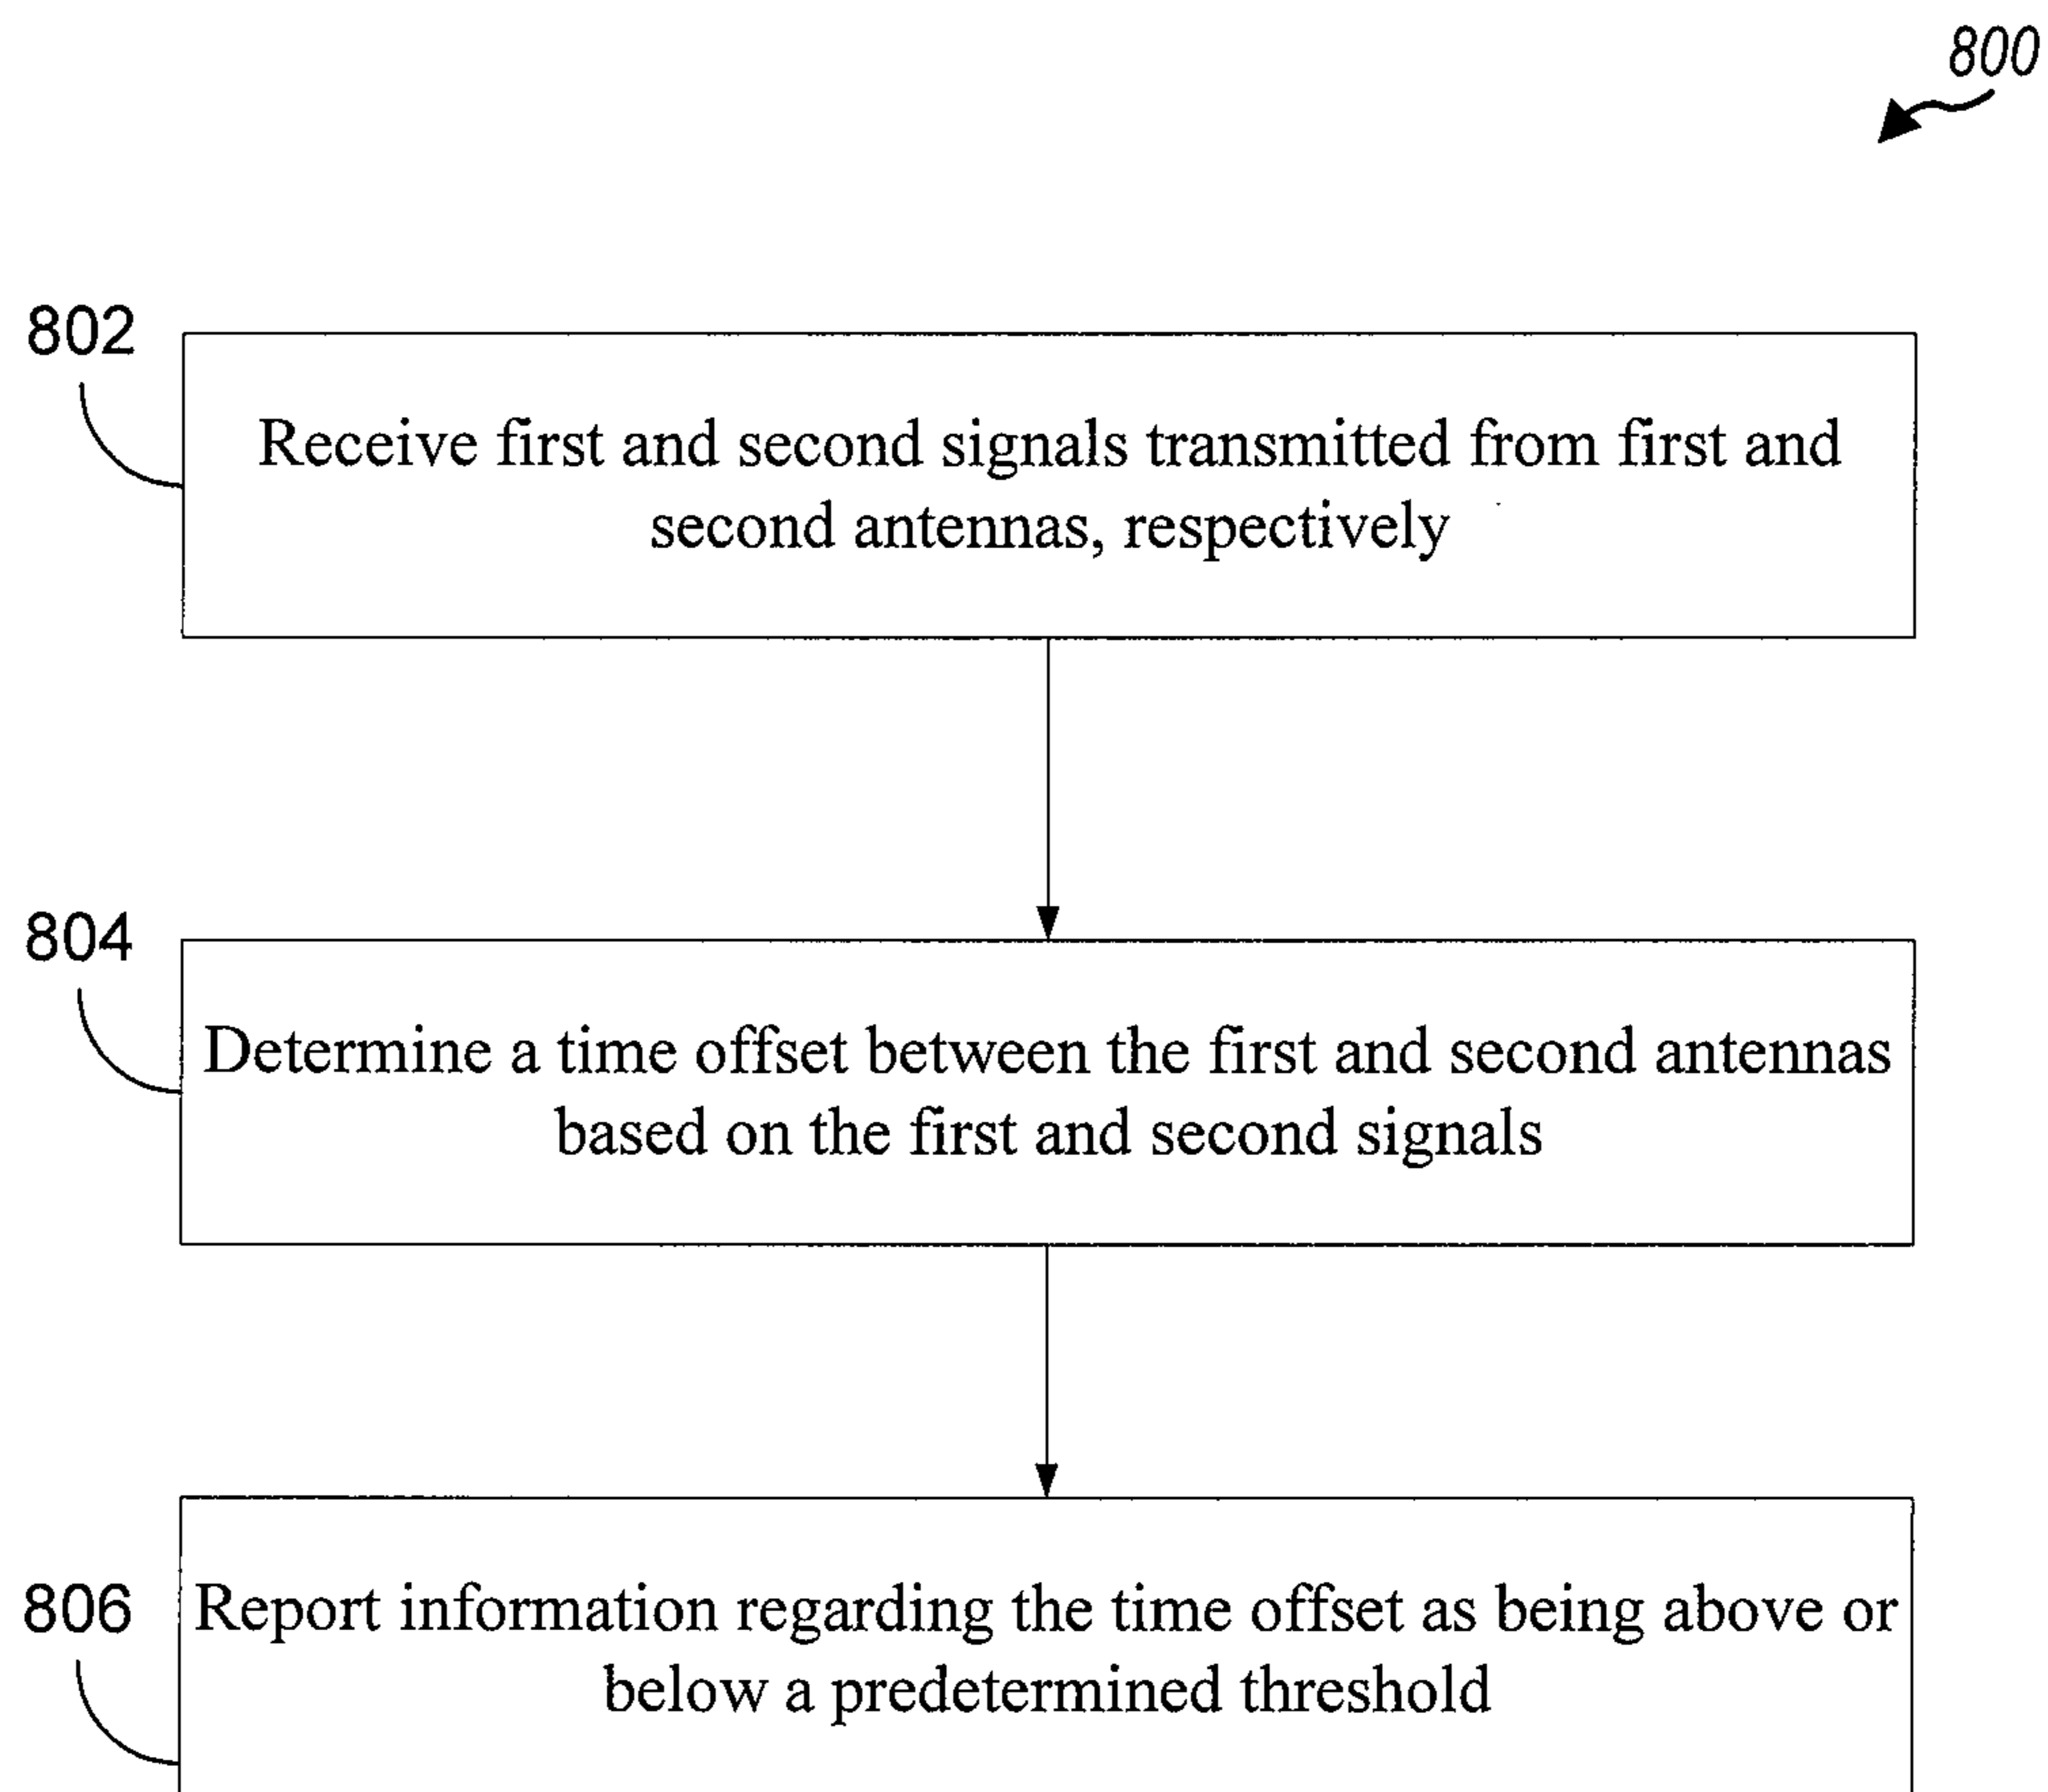 800
802
Receive first and second signals transmitted from first and
second antennas, respectively
804
Determine a time offset between the first and second antennas
based on the first and second signals
806
Report information regarding the time offset as being above or
below a predetermined threshold